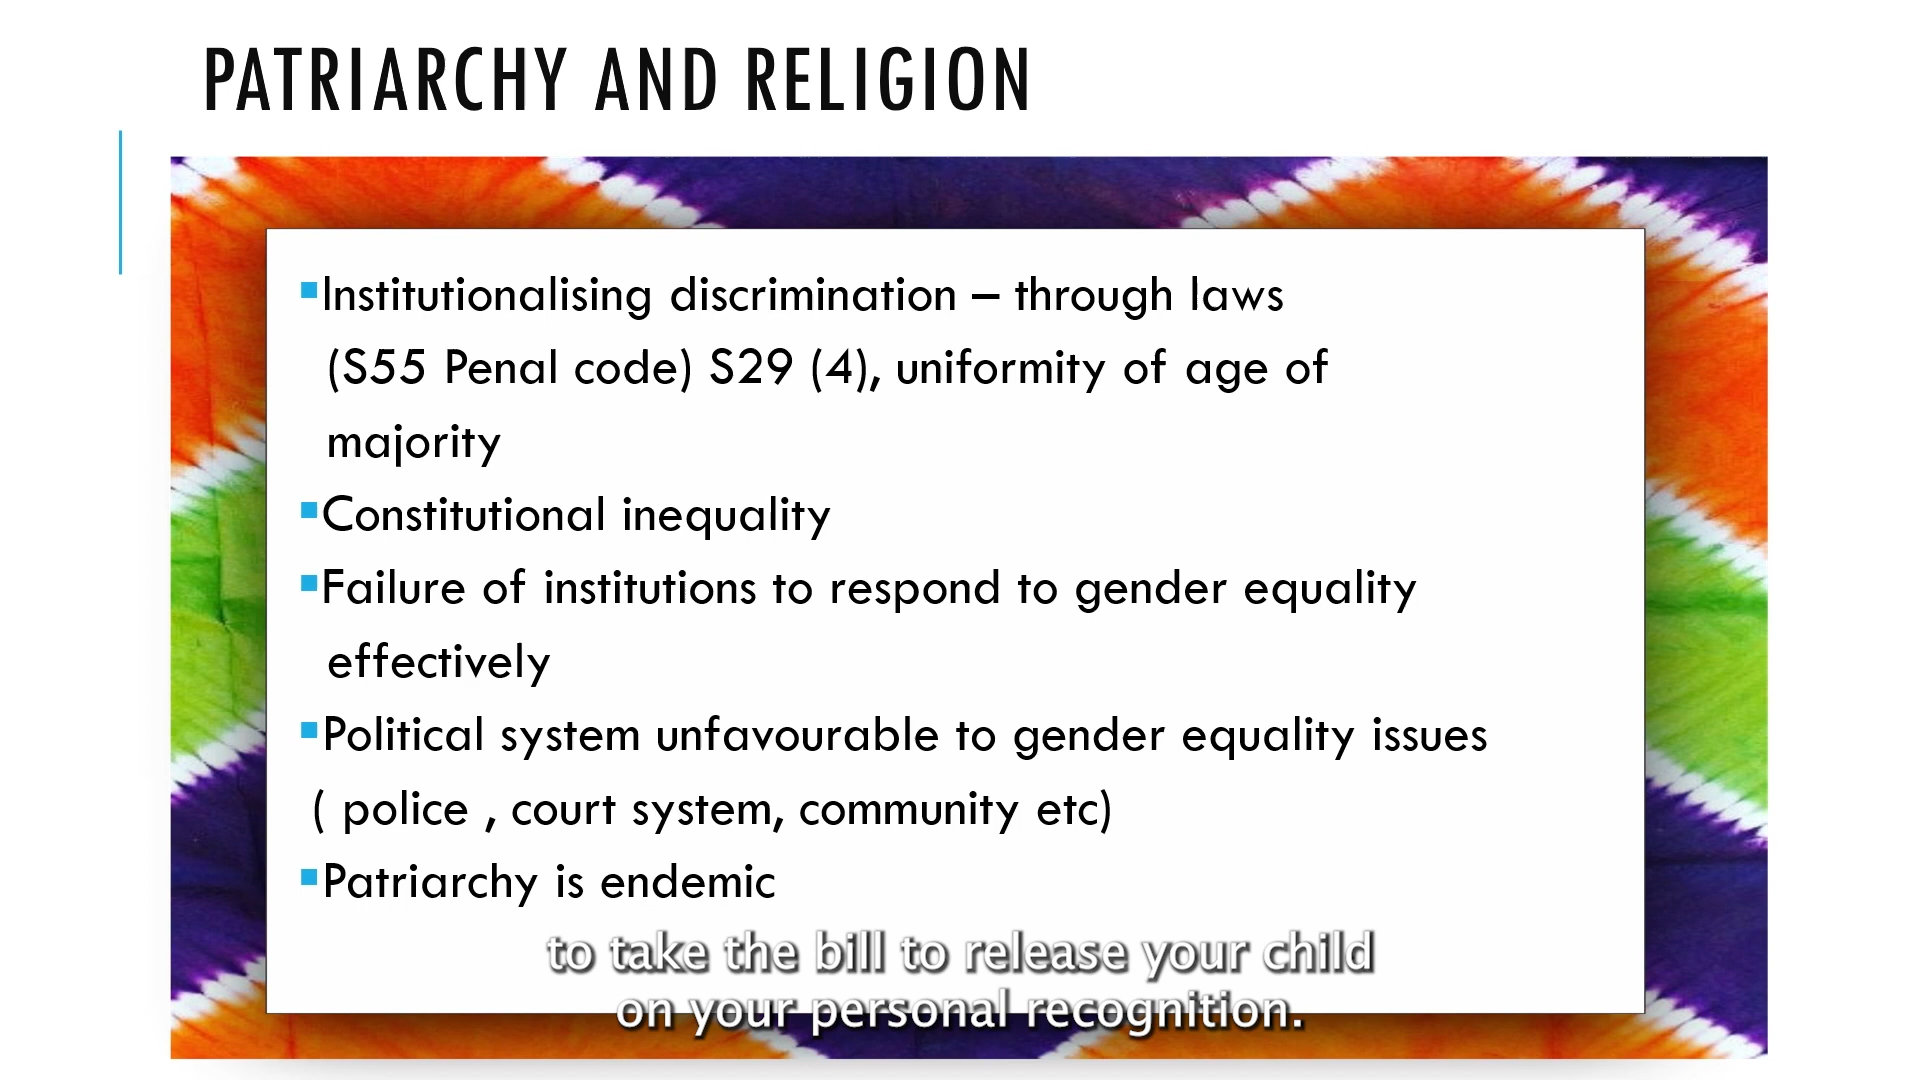 PATRIARCHY AND RELIGION
▪Institutionalising discrimination – through laws
(S55 Penal code) S29 (4), uniformity of age of
majority
▪Constitutional inequality
▪Failure of institutions to respond to gender equality
effectively
▪Political system unfavourable to gender equality issues
( police , court system, community etc)
▪Patriarchy is endemic
to take the bill to release your child
on your personal recognition.